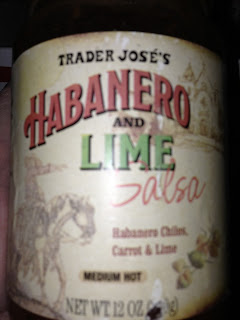 TRADER JOSÉ'S
HABANERO
AND
LIME
Salsa
Habanero Chiles,
Carrot & Lime
MEDIUM HOT
NET WT. 12 OZ